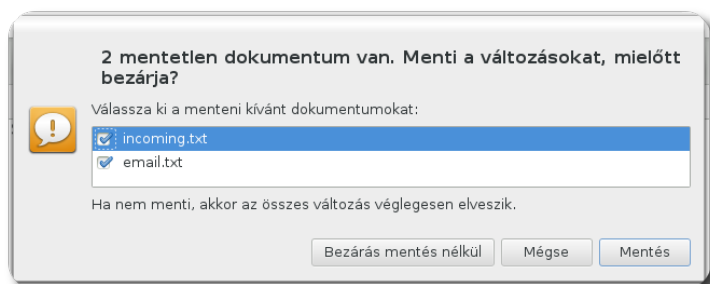 2 mentetlen dokumentum van. Menti a változásokat, mielőtt
bezárja?
Válassza ki a menteni kívánt dokumentumokat:
incoming.txt
email.txt
Ha nem menti, akkor az összes változás véglegesen elveszik.
Bezárás mentés nélkül Mégse Mentés